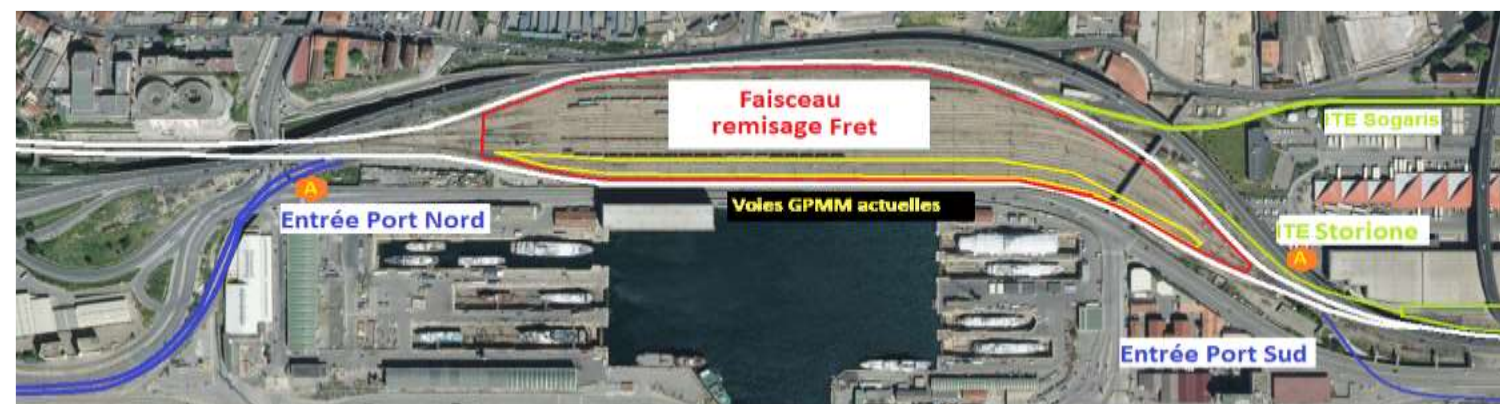 Faisceau
remisage Fret
ITE Sogaris
A
Entrée Port Nord
Voies GPMM actuelles
ITE Storione
A
Entrée Port Sud